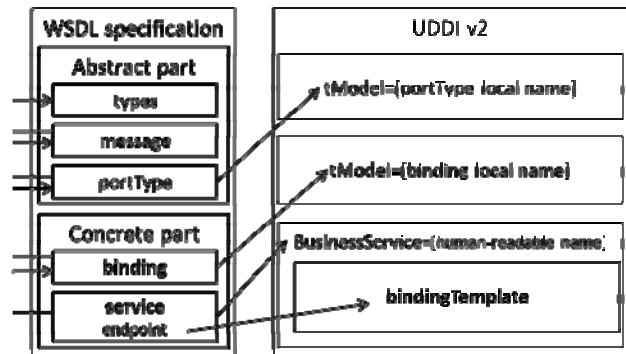 WSDL specification
Abstract part
types
message
portType
Concrete part
binding
service
endpoint
UDDI v2
tModel=[portType local name]
tModel=[binding local name]
BusinessService=[human-readable name]
bindingTemplate